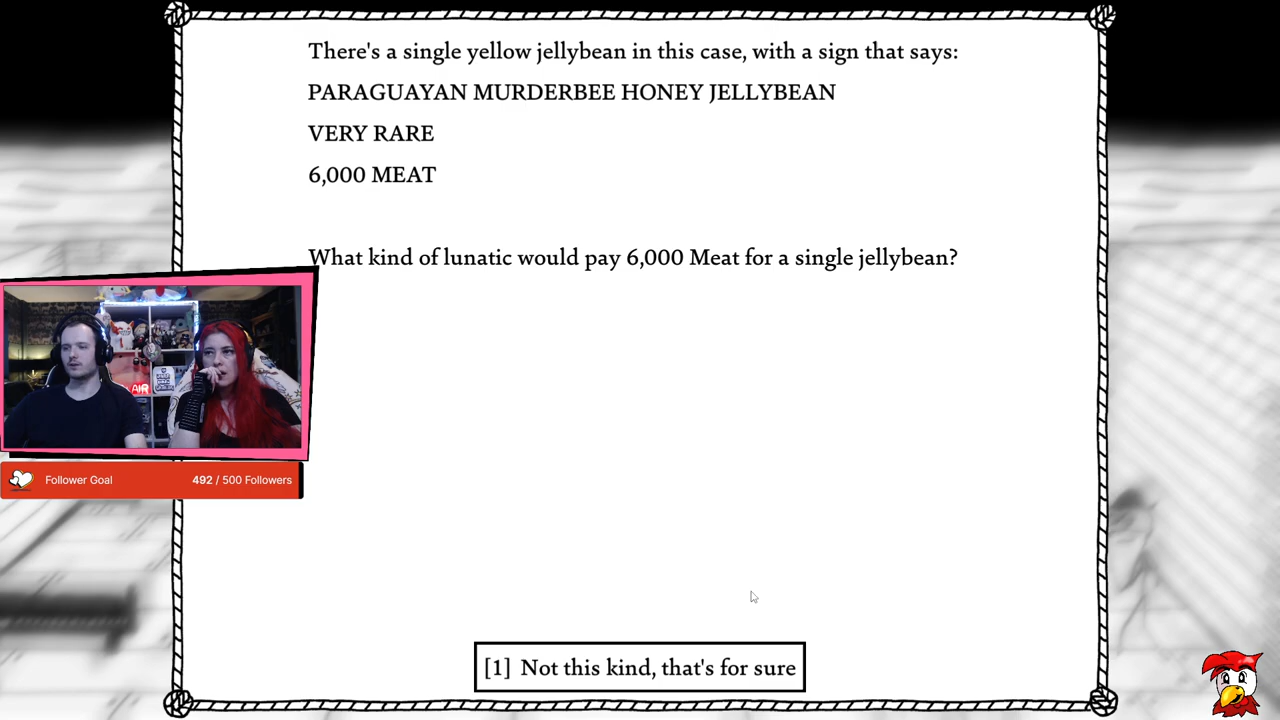 There's a single yellow jellybean in this case, with a sign that says:
PARAGUAYAN MURDERBEE HONEY JELLYBEAN
VERY RARE
6,000 MEAT
What kind of lunatic would pay 6,000 Meat for a single jellybean?
AIR
Follower Goal 492 / 500 Followers
[1] Not this kind, that's for sure